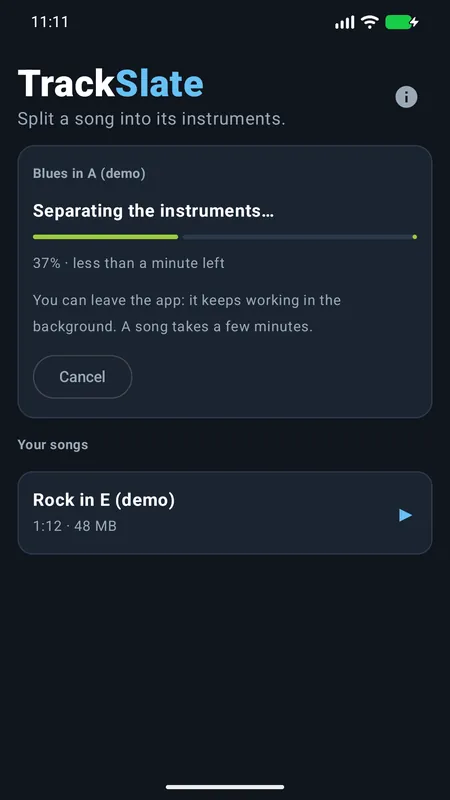 11:11
TrackSlate
Split a song into its instruments.
Blues in A (demo)
Separating the instruments…
37% · less than a minute left
You can leave the app: it keeps working in the
background. A song takes a few minutes.
Cancel
Your songs
Rock in E (demo)
1:12 · 48 MB